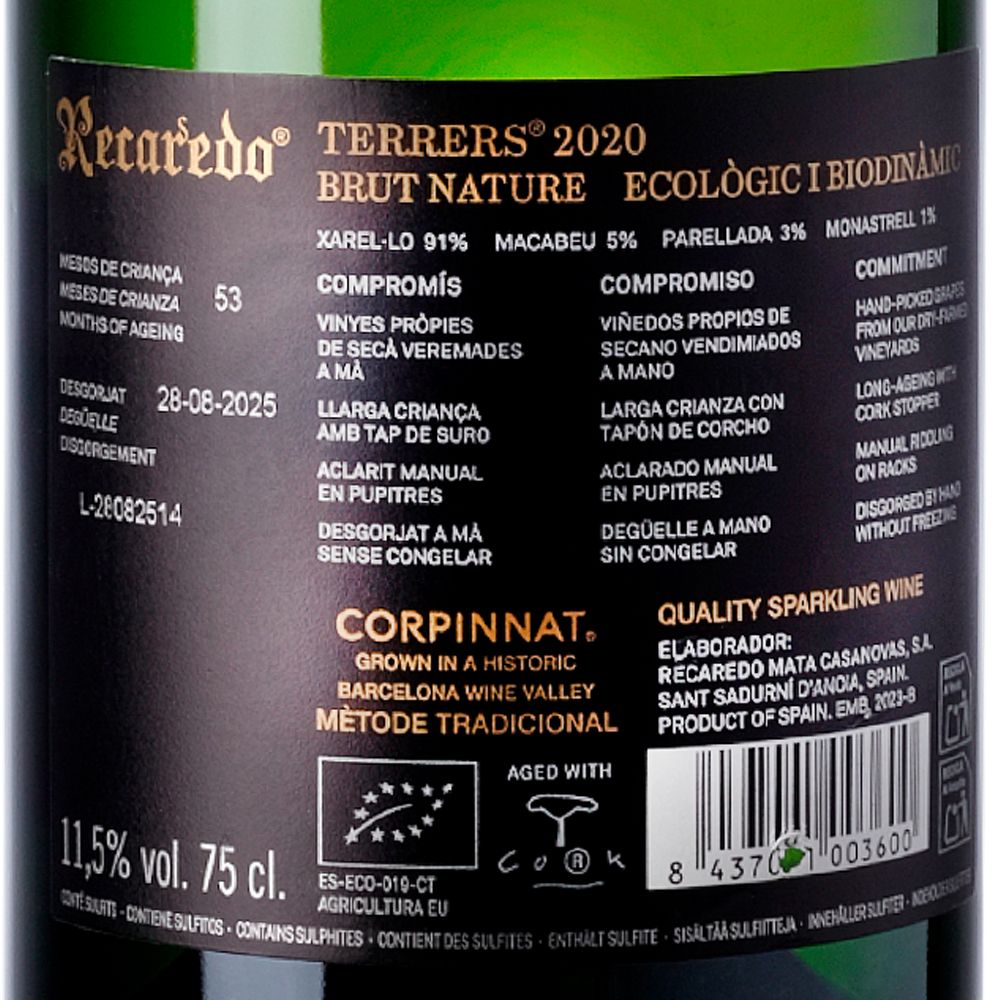 Recaredo®
TERRERS® 2020
BRUT NATURE ECOLÒGIC I BIODINÀMIC
XAREL·LO 91% MACABEU 5% PARELLADA 3% MONASTRELL 1%
MESOS DE CRIANÇA
MESES DE CRIANZA 53
MONTHS OF AGEING
DESGORJAT 28-08-2025
DEGÜELLE
DISGORGEMENT
L-28082514
COMPROMÍS
VINYES PRÒPIES
DE SECÀ VEREMADES
A MÀ
LLARGA CRIANÇA
AMB TAP DE SURO
ACLARIT MANUAL
EN PUPITRES
DESGORJAT A MÀ
SENSE CONGELAR
COMPROMISO
VIÑEDOS PROPIOS DE
SECANO VENDIMIADOS
A MANO
LARGA CRIANZA CON
TAPÓN DE CORCHO
ACLARADO MANUAL
EN PUPITRES
DEGÜELLE A MANO
SIN CONGELAR
COMMITMENT
HAND-PICKED GRAPES
FROM OUR DRY-FARMED
VINEYARDS
LONG-AGEING WITH
CORK STOPPER
MANUAL RIDDLING
ON RACKS
DISGORGED BY HAND
WITHOUT FREEZING
CORPINNAT®
GROWN IN A HISTORIC
BARCELONA WINE VALLEY
MÈTODE TRADICIONAL
QUALITY SPARKLING WINE
ELABORADOR:
RECAREDO MATA CASANOVAS, S.A.
SANT SADURNÍ D'ANOIA, SPAIN.
PRODUCT OF SPAIN. EMB. 2023-B
AGED WITH
CORK
ES-ECO-019-CT
AGRICULTURA EU
8 437 003600
11,5% vol. 75 cl.
CONTÉ SULFITS · CONTIENE SULFITOS · CONTAINS SULPHITES · CONTIENT DES SULFITES · ENTHÄLT SULFITE · SISÄLTÄÄ SULFIITTEJA · INNEHÅLLER SULFITER ·
RECICLA
RECICLA